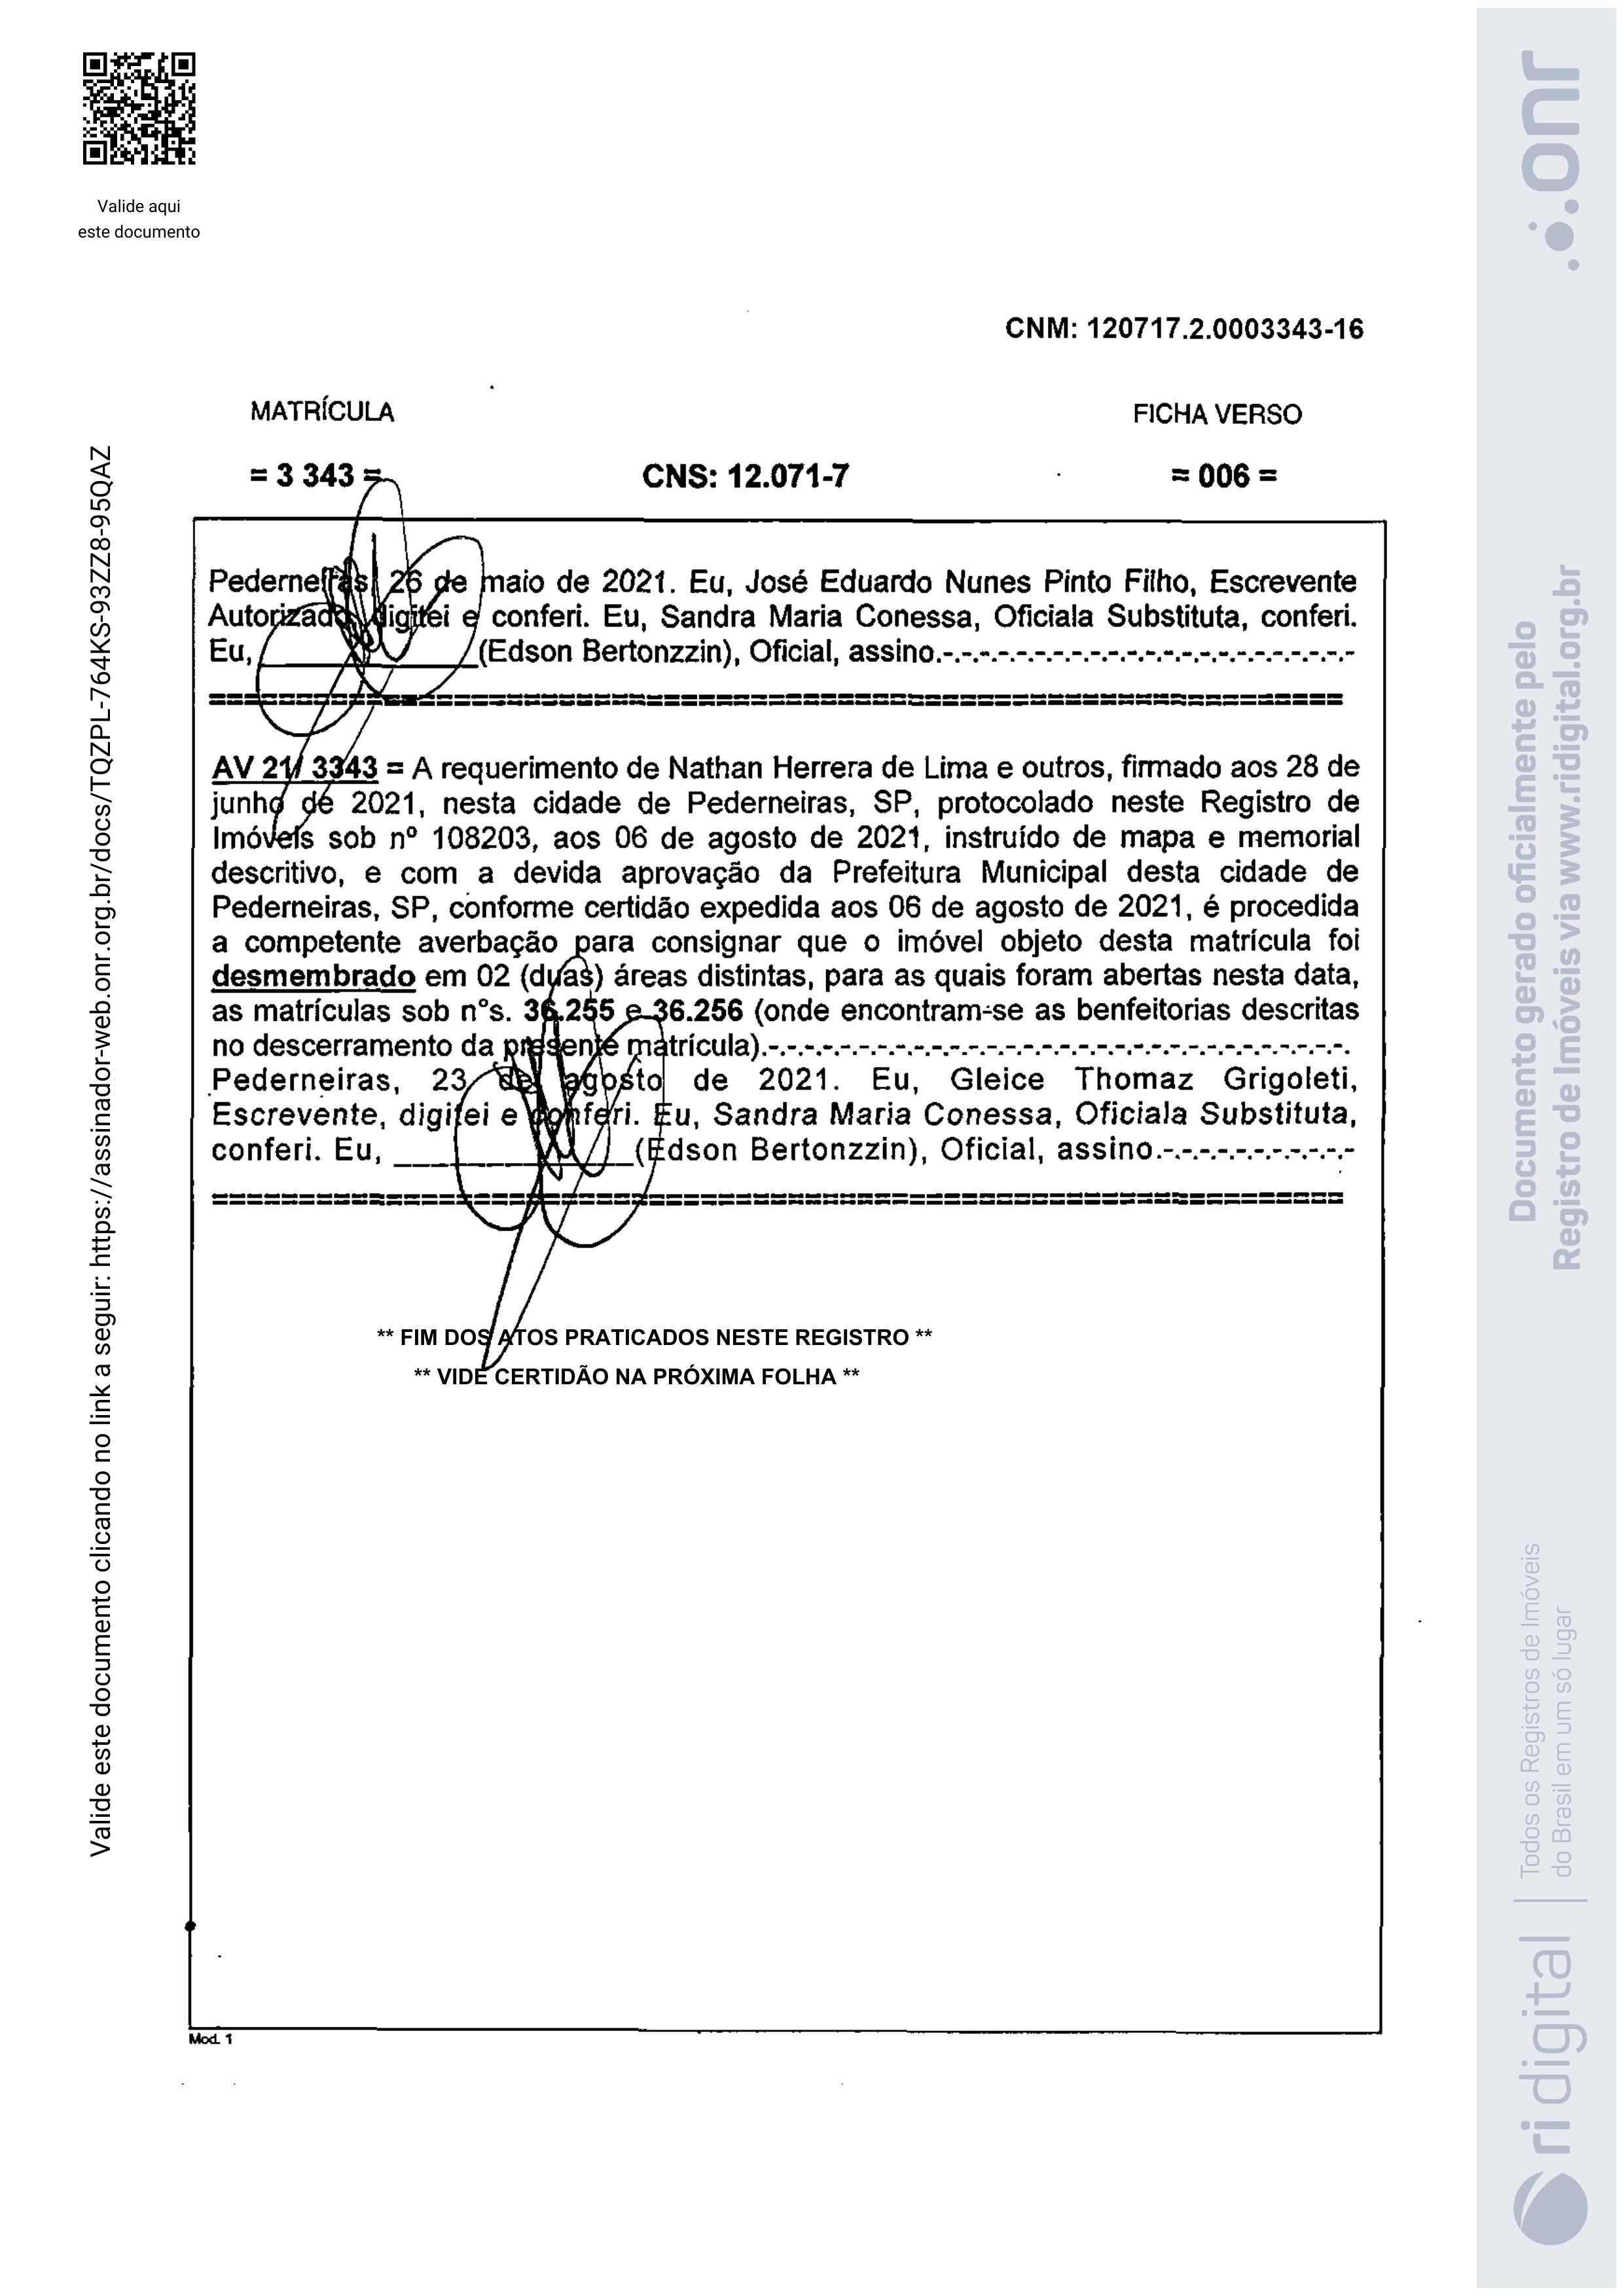 Valide aqui
este documento
CNM: 120717.2.0003343-16
MATRÍCULA
FICHA VERSO
= 3 343 =
CNS: 12.071-7
= 006 =
Pederneiras, 26 de maio de 2021. Eu, José Eduardo Nunes Pinto Filho, Escrevente
Autorizado, digitei e conferi. Eu, Sandra Maria Conessa, Oficiala Substituta, conferi.
Eu, _______________(Edson Bertonzzin), Oficial, assino.-.-.-.-.-.-.-.-.-.-.-.-.-.-.-.-.-.-.-.-
AV 21/ 3343 = A requerimento de Nathan Herrera de Lima e outros, firmado aos 28 de
junho de 2021, nesta cidade de Pederneiras, SP, protocolado neste Registro de
Imóveis sob nº 108203, aos 06 de agosto de 2021, instruído de mapa e memorial
descritivo, e com a devida aprovação da Prefeitura Municipal desta cidade de
Pederneiras, SP, conforme certidão expedida aos 06 de agosto de 2021, é procedida
a competente averbação para consignar que o imóvel objeto desta matrícula foi
desmembrado em 02 (duas) áreas distintas, para as quais foram abertas nesta data,
as matrículas sob n°s. 36.255 e 36.256 (onde encontram-se as benfeitorias descritas
no descerramento da presente matrícula).-.-.-.-.-.-.-.-.-.-.-.-.-.-.-.-.-.-.-.-.-.-.-.-.-.-.
Pederneiras, 23 de agosto de 2021. Eu, Gleice Thomaz Grigoleti,
Escrevente, digitei e conferi. Eu, Sandra Maria Conessa, Oficiala Substituta,
conferi. Eu, ________________(Edson Bertonzzin), Oficial, assino.-.-.-.-.-.-.-.-.-.-
** FIM DOS ATOS PRATICADOS NESTE REGISTRO **
** VIDE CERTIDÃO NA PRÓXIMA FOLHA **
Mod. 1
Valide este documento clicando no link a seguir: https://assinador-web.onr.org.br/docs/TQZPL-764KS-93ZZ8-95QAZ
onr
Documento gerado oficialmente pelo
Registro de Imóveis via www.ridigital.org.br
Todos os Registros de Imóveis
do Brasil em um só lugar
ri digital